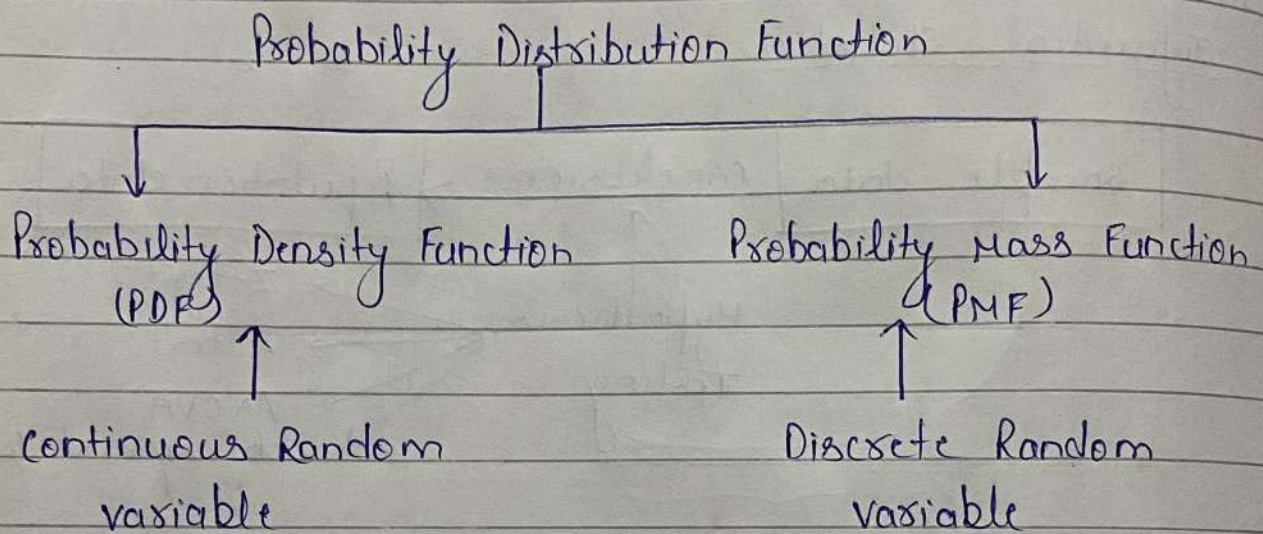 Probability Distribution Function
Probability Density Function
(PDF)
Probability Mass Function
(PMF)
Continuous Random
variable
Discrete Random
variable